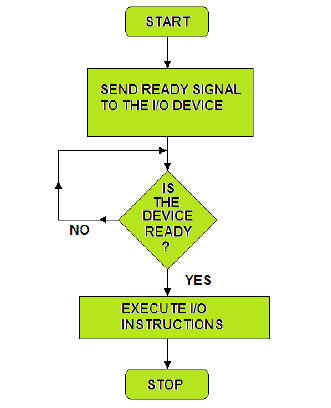 START
SEND READY SIGNAL
TO THE I/O DEVICE
IS
THE
DEVICE
READY
?
NO
YES
EXECUTE I/O
INSTRUCTIONS
STOP